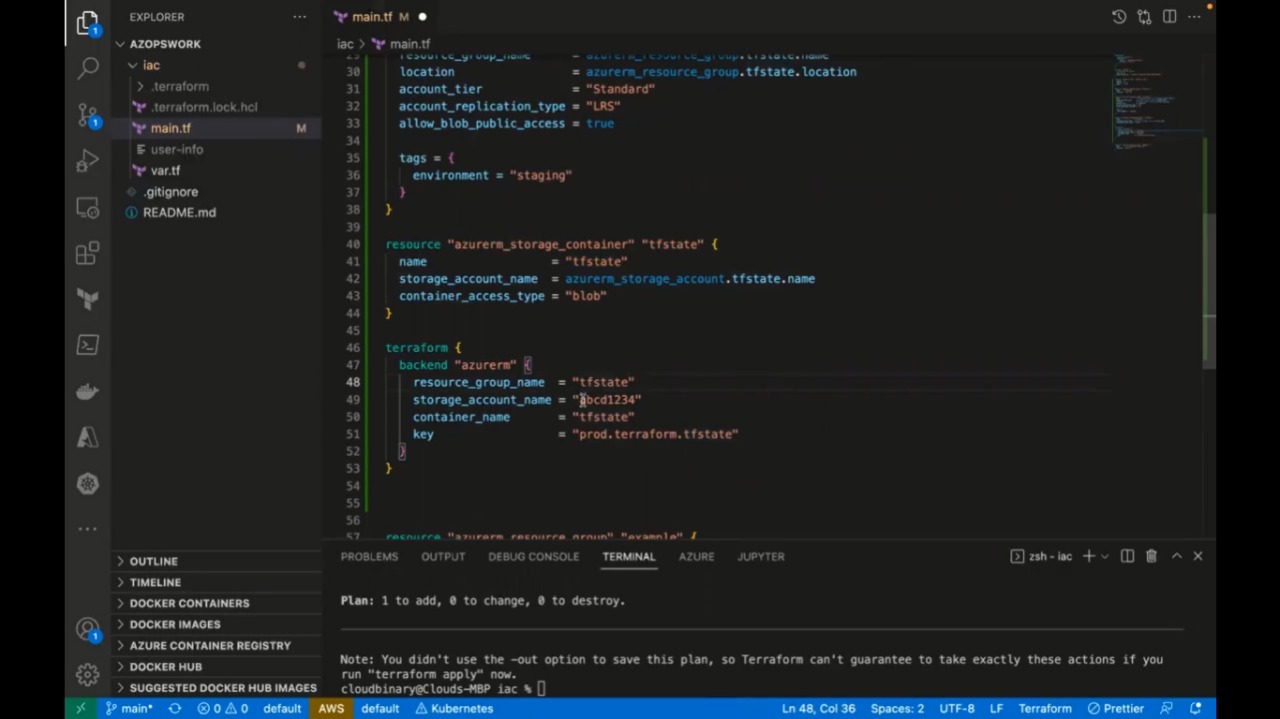 EXPLORER
main.tf M
AZOPSWORK
iac > main.tf
iac
.terraform
.terraform.lock.hcl
main.tf M
user-info
var.tf
.gitignore
README.md
29 resource_group_name = azurerm_resource_group.tfstate.name
30 location = azurerm_resource_group.tfstate.location
31 account_tier = "Standard"
32 account_replication_type = "LRS"
33 allow_blob_public_access = true
34
35 tags = {
36 environment = "staging"
37 }
38 }
39
40 resource "azurerm_storage_container" "tfstate" {
41 name = "tfstate"
42 storage_account_name = azurerm_storage_account.tfstate.name
43 container_access_type = "blob"
44 }
45
46 terraform {
47 backend "azurerm" {
48 resource_group_name = "tfstate"
49 storage_account_name = "abcd1234"
50 container_name = "tfstate"
51 key = "prod.terraform.tfstate"
52 }
53 }
54
55
56
57 resource "azurerm_resource_group" "example" {
OUTLINE
TIMELINE
DOCKER CONTAINERS
DOCKER IMAGES
AZURE CONTAINER REGISTRY
DOCKER HUB
SUGGESTED DOCKER HUB IMAGES
PROBLEMS OUTPUT DEBUG CONSOLE TERMINAL AZURE JUPYTER zsh - iac
Plan: 1 to add, 0 to change, 0 to destroy.
Note: You didn't use the -out option to save this plan, so Terraform can't guarantee to take exactly these actions if you
run "terraform apply" now.
cloudbinary@Clouds-MBP iac %
1
1
1
main* 0 0 default AWS default Kubernetes Ln 48, Col 36 Spaces: 2 UTF-8 LF Terraform Prettier